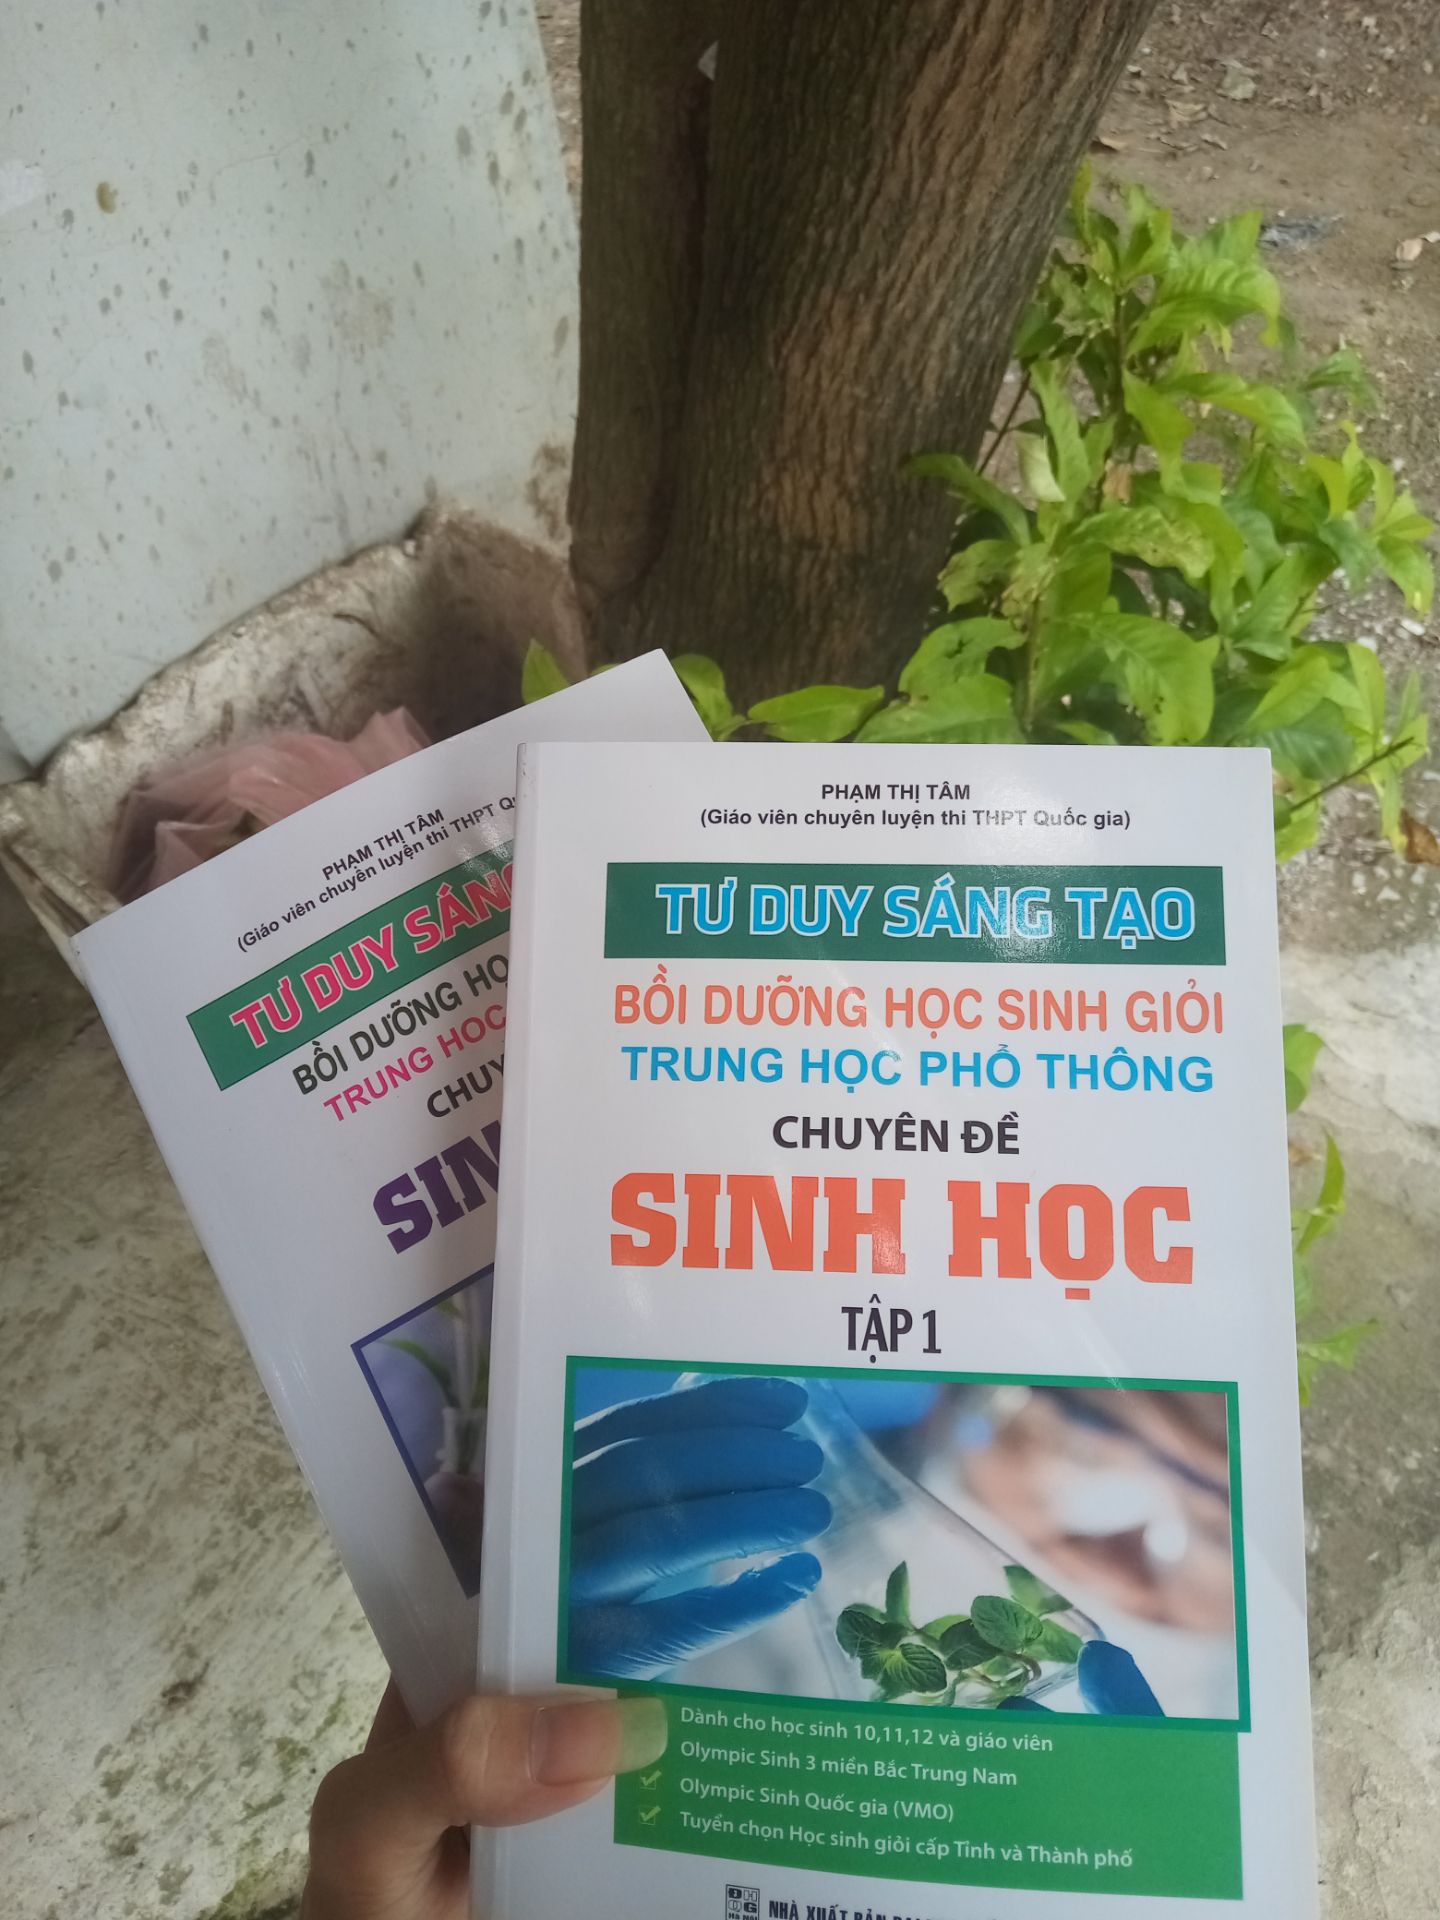 PHẠM THỊ TÂM
(Giáo viên chuyên luyện thi THPT
TƯ DUY SÁNG
BỒI DƯỠNG
TRUNG HỌC
SINH
PHẠM THỊ TÂM
(Giáo viên chuyên luyện thi THPT Quốc gia)
TƯ DUY SÁNG TẠO
BỒI DƯỠNG HỌC SINH GIỎI
TRUNG HỌC PHỔ THÔNG
CHUYÊN ĐỀ
SINH HỌC
TẬP 1
Dành cho học sinh 10,11,12 và giáo viên
Olympic Sinh 3 miền Bắc Trung Nam
Olympic Sinh Quốc gia (VMO)
Tuyển chọn Học sinh giỏi cấp Tỉnh và Thành phố
NHÀ XUẤT BẢN